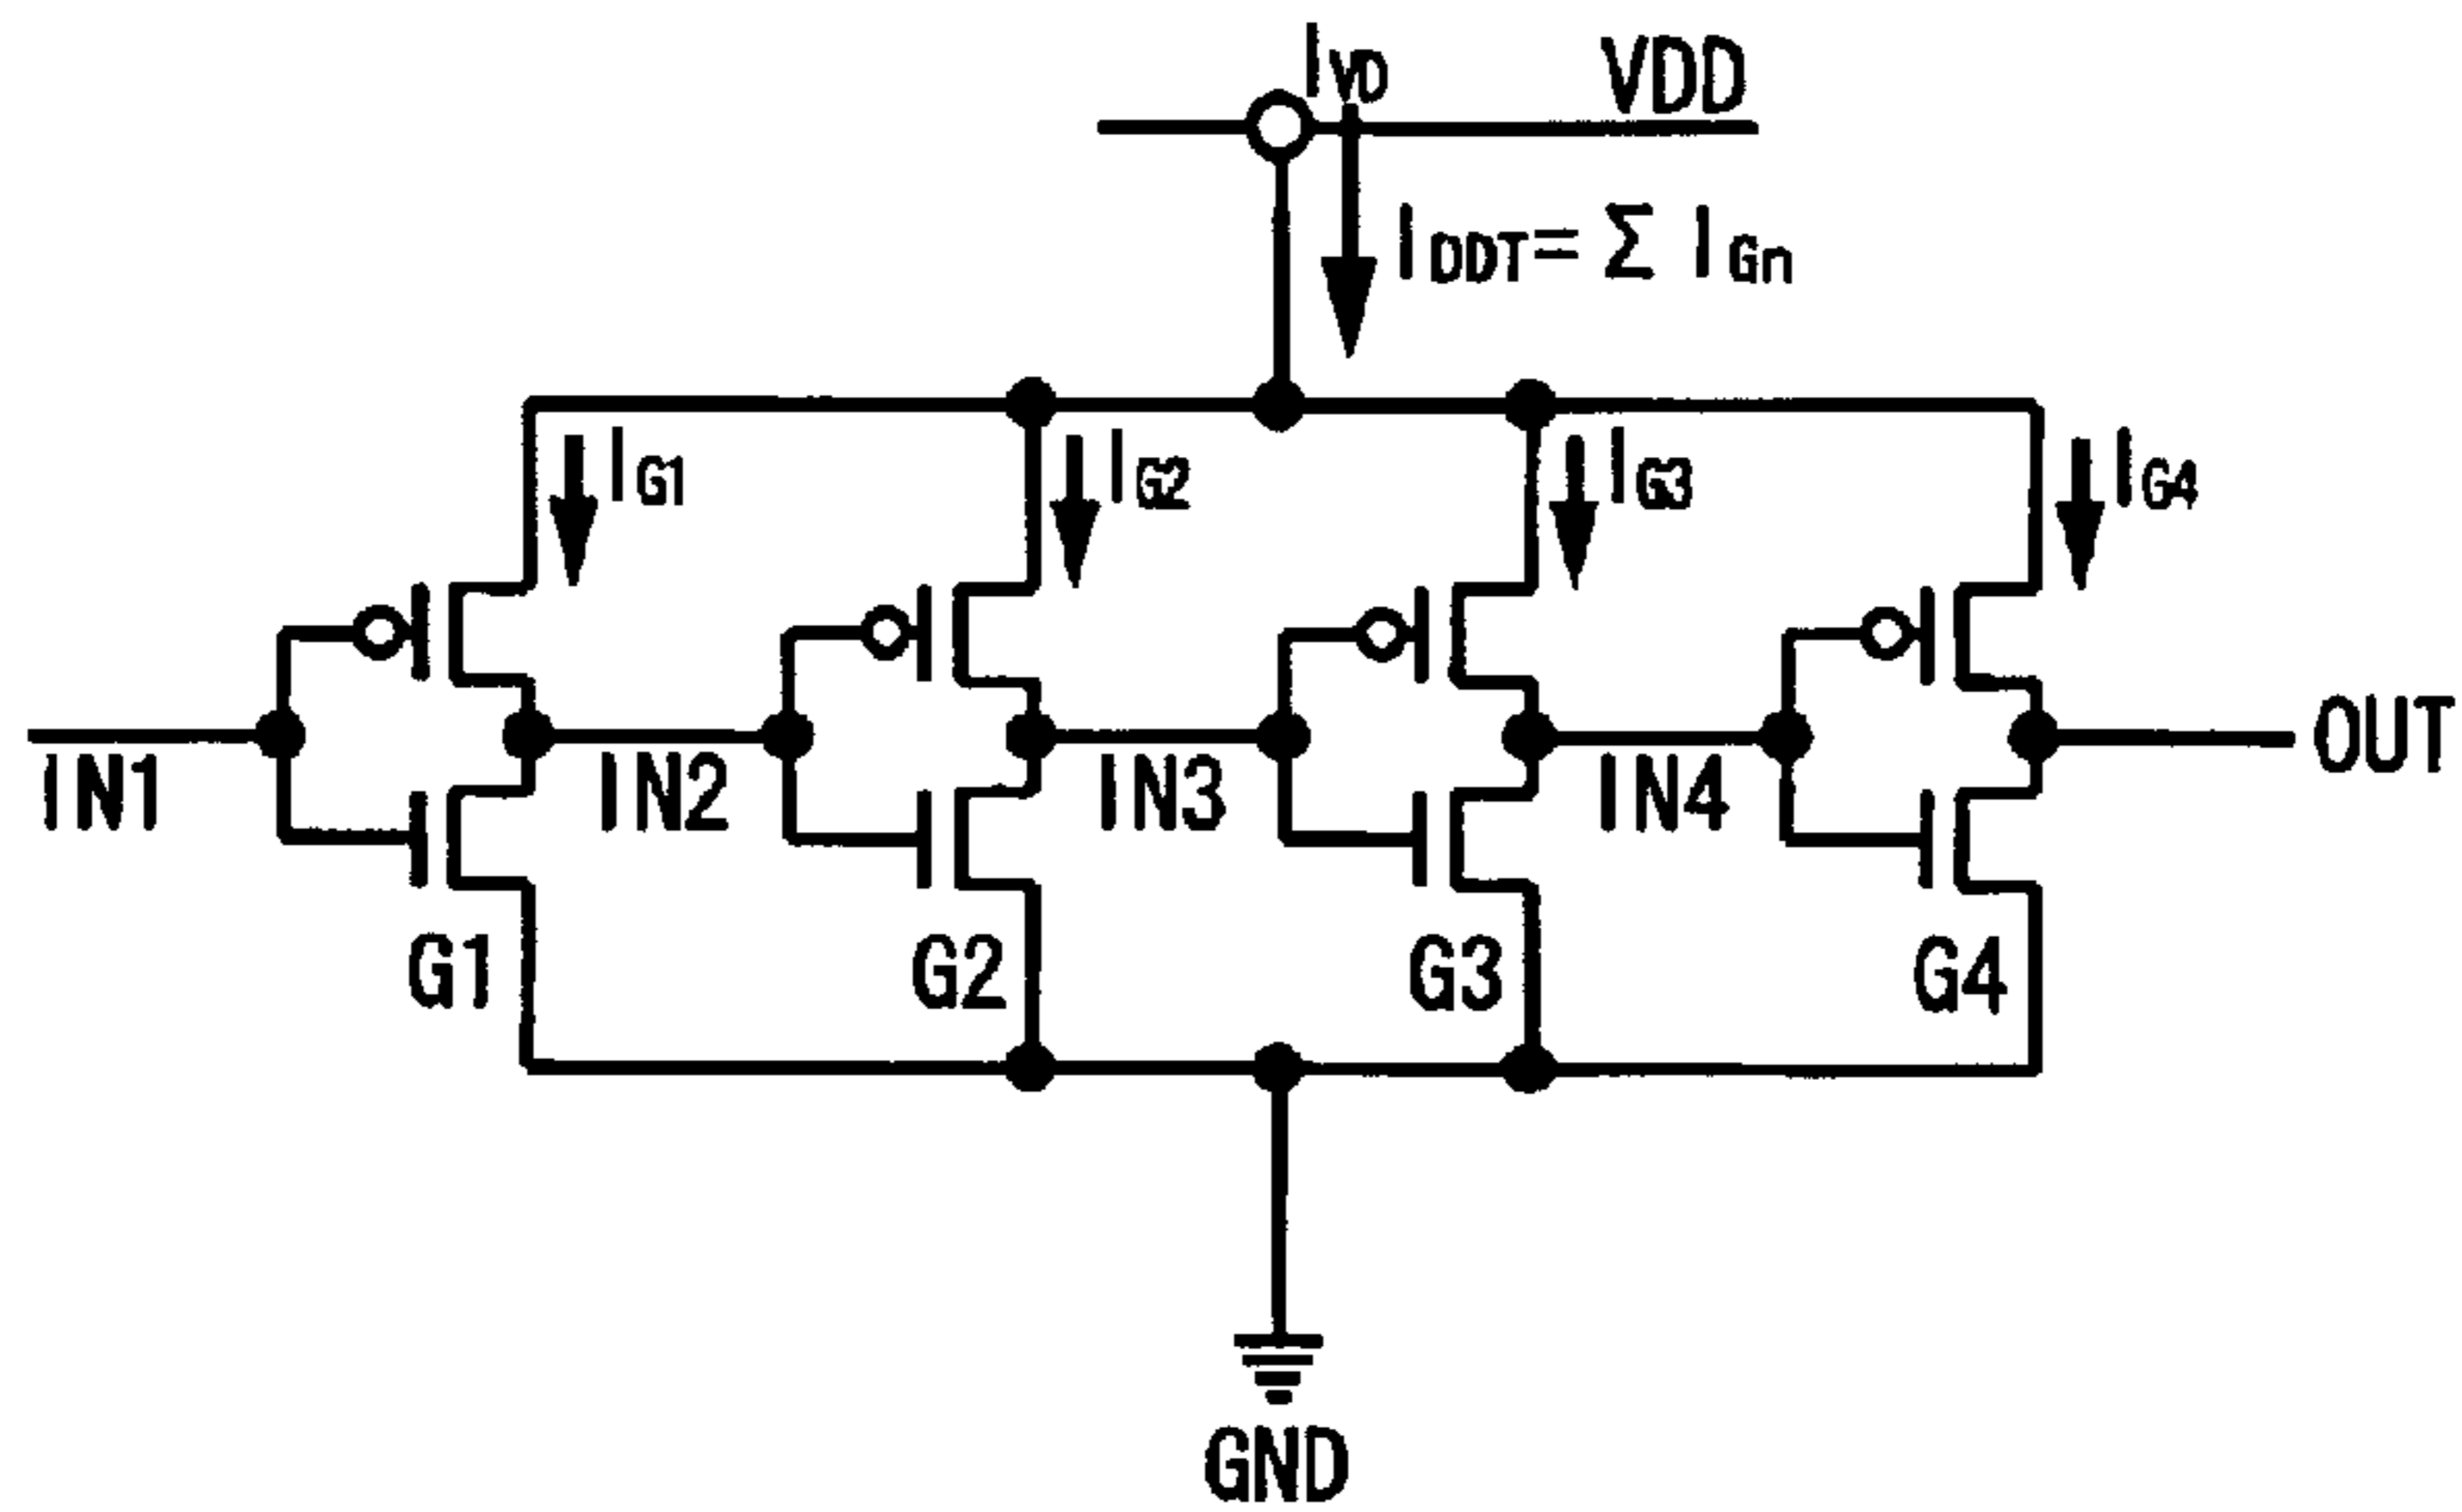 IVD
VDD
IDDT=Σ IGn
IG1
IG2
IG3
IG4
IN1
IN2
IN3
IN4
OUT
G1
G2
G3
G4
GND